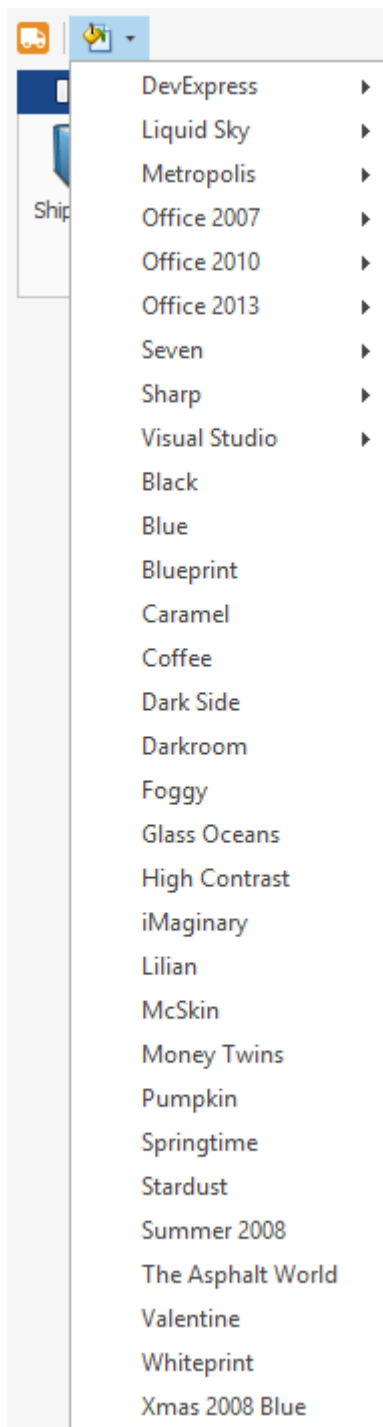 DevExpress
Liquid Sky
Metropolis
Office 2007
Office 2010
Office 2013
Seven
Sharp
Visual Studio
Black
Blue
Blueprint
Caramel
Coffee
Dark Side
Darkroom
Foggy
Glass Oceans
High Contrast
iMaginary
Lilian
McSkin
Money Twins
Pumpkin
Springtime
Stardust
Summer 2008
The Asphalt World
Valentine
Whiteprint
Xmas 2008 Blue